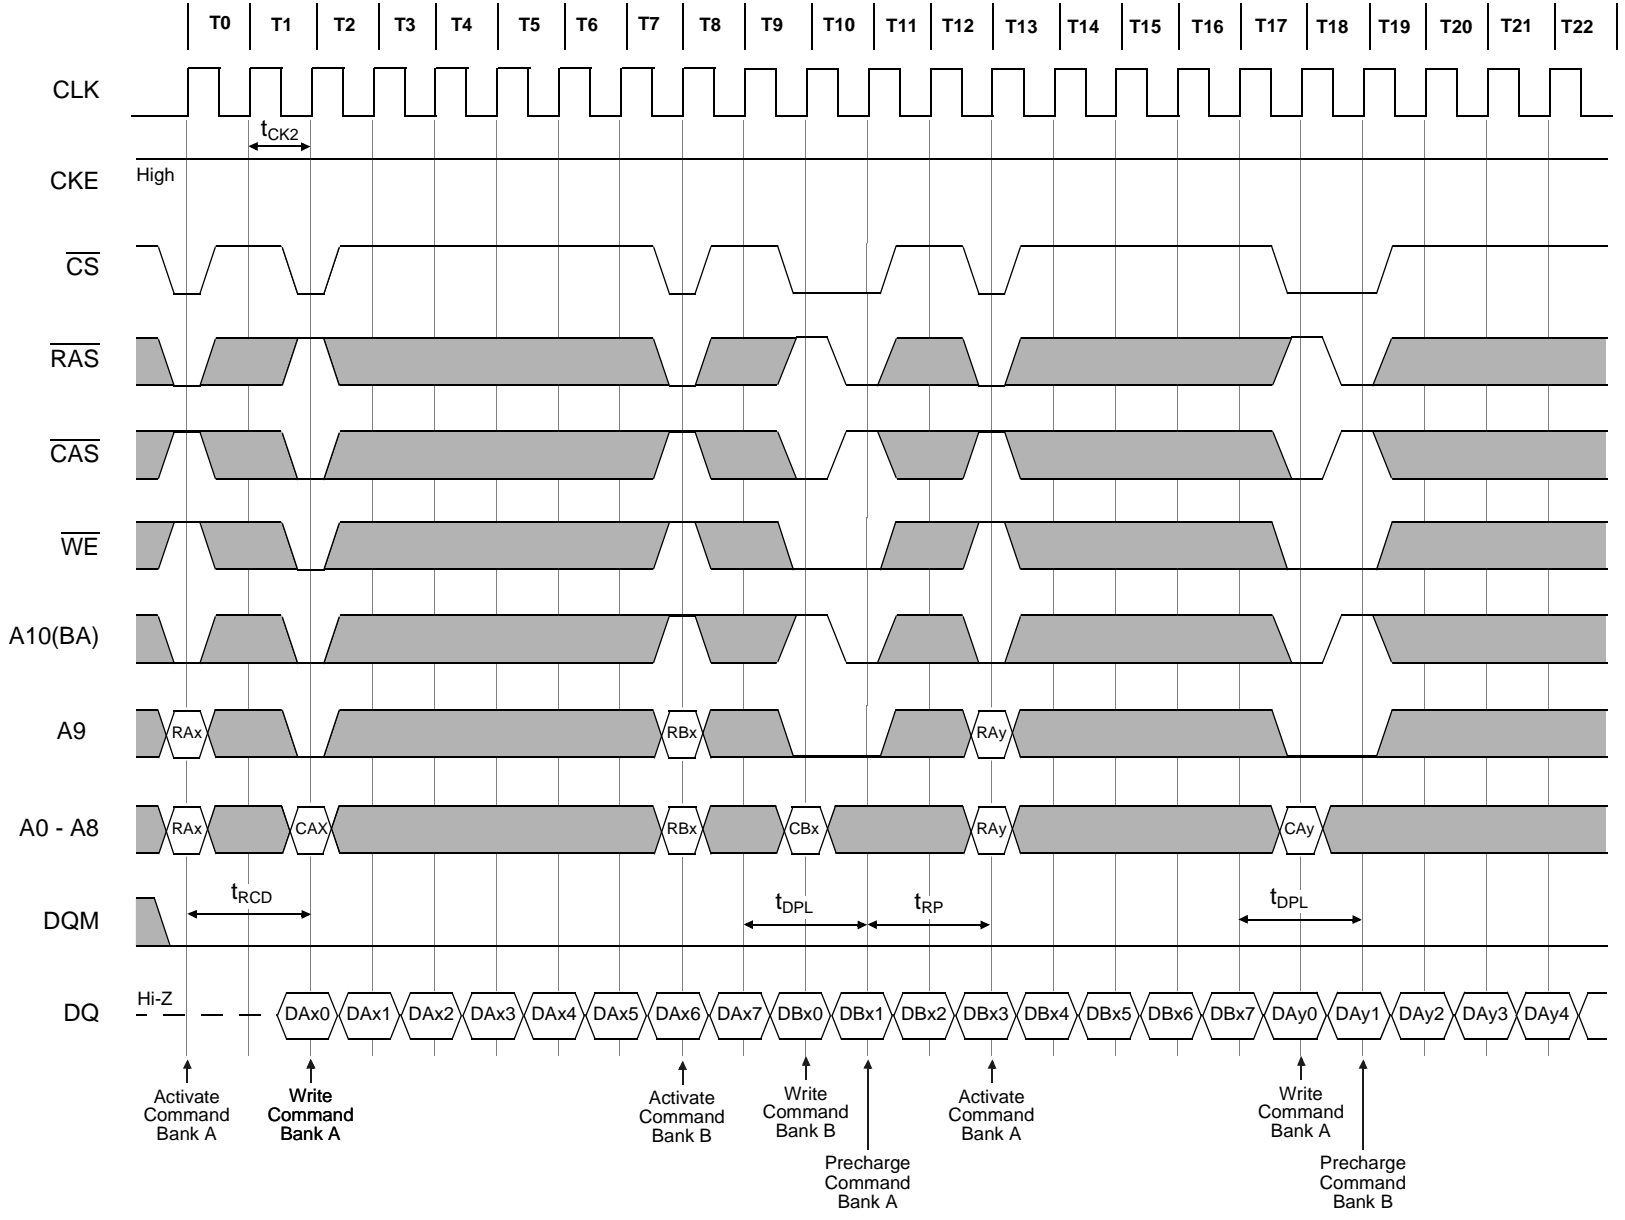 T0 T1 T2 T3 T4 T5 T6 T7 T8 T9 T10 T11 T12 T13 T14 T15 T16 T17 T18 T19 T20 T21 T22
CLK
tCK2
CKE
High
CS
RAS
CAS
WE
A10(BA)
A9
RAx RBx RAy
A0 - A8
RAx CAX RBx CBx RAy CAy
tRCD tDPL tRP tDPL
DQM
Hi-Z
DQ
DAx0 DAx1 DAx2 DAx3 DAx4 DAx5 DAx6 DAx7 DBx0 DBx1 DBx2 DBx3 DBx4 DBx5 DBx6 DBx7 DAy0 DAy1 DAy2 DAy3 DAy4
Activate
Command
Bank A
Write
Command
Bank A
Activate
Command
Bank B
Write
Command
Bank B
Precharge
Command
Bank A
Activate
Command
Bank A
Write
Command
Bank A
Precharge
Command
Bank B